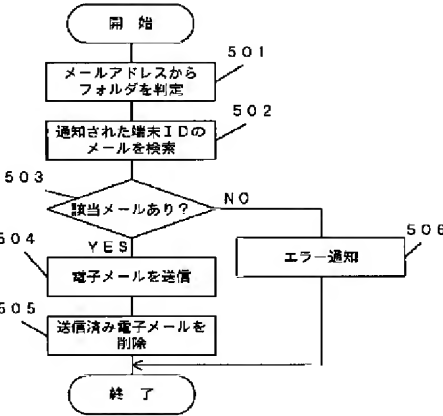 開 始
メールアドレスから
フォルダを判定
501
通知された端末IDの
メールを検索
502
503
該当メールあり?
NO
YES
504
電子メールを送信
エラー通知
506
505
送信済み電子メールを
削除
終 了